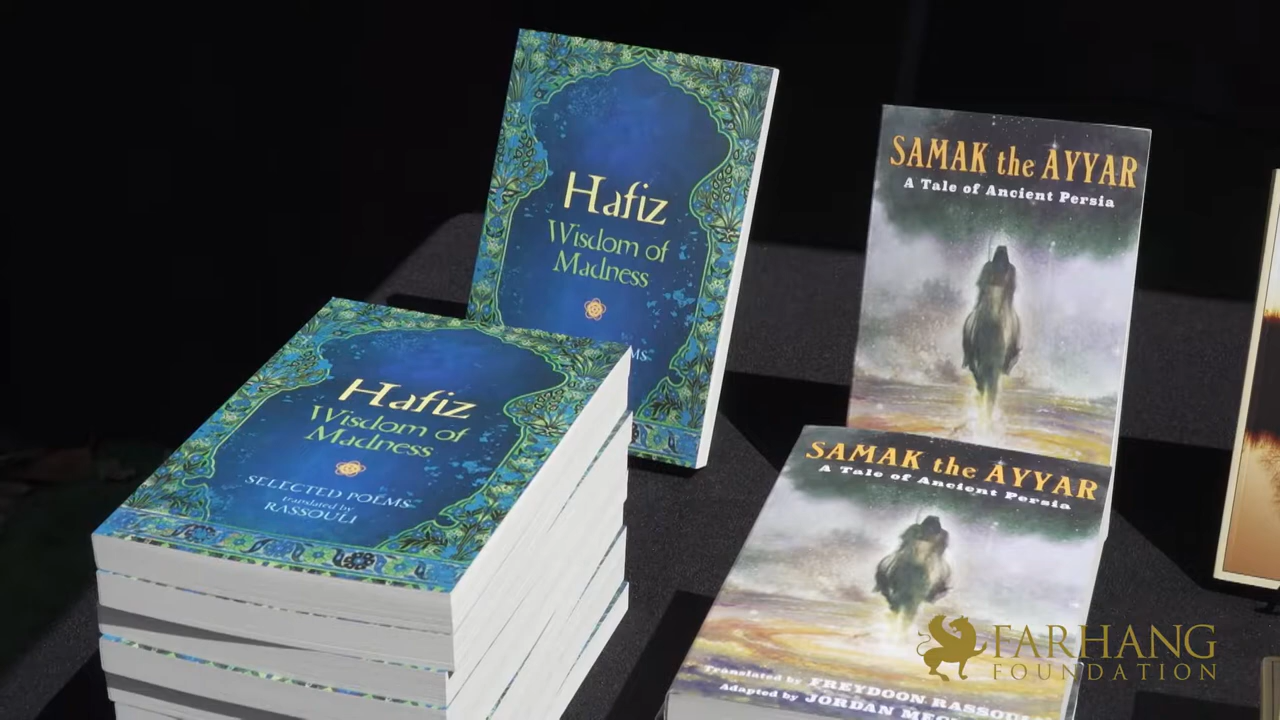 Hafiz
Wisdom of
Madness
SAMAK the AYYAR
A Tale of Ancient Persia
Hafiz
Wisdom of
Madness
SELECTED POEMS
translated by
RASSOULI
SAMAK the AYYAR
A Tale of Ancient Persia
Translated by FREYDOON
Adapted by JORDAN
FARHANG
FOUNDATION